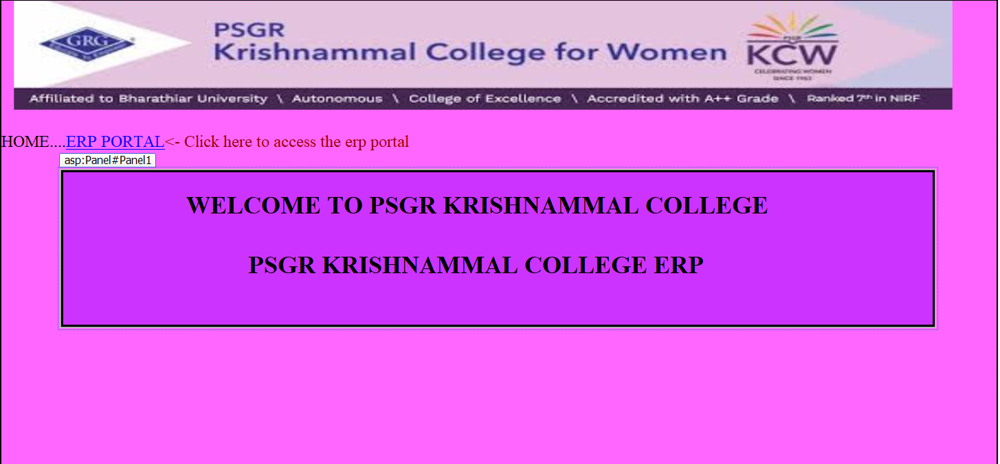 GRG
PSGR
Krishnammal College for Women
PSGR
KCW
CELEBRATING WOMEN
SINCE 1963
Affiliated to Bharathiar University \ Autonomous \ College of Excellence \ Accredited with A++ Grade \ Ranked 7th in NIRF
HOME....ERP PORTAL<- Click here to access the erp portal
asp:Panel#Panel1
WELCOME TO PSGR KRISHNAMMAL COLLEGE
PSGR KRISHNAMMAL COLLEGE ERP